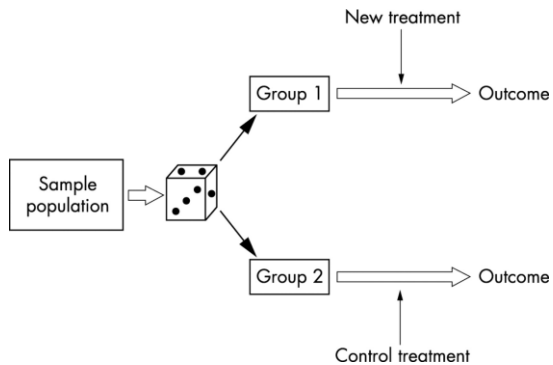 New treatment
Group 1
Outcome
Sample
population
Group 2
Outcome
Control treatment